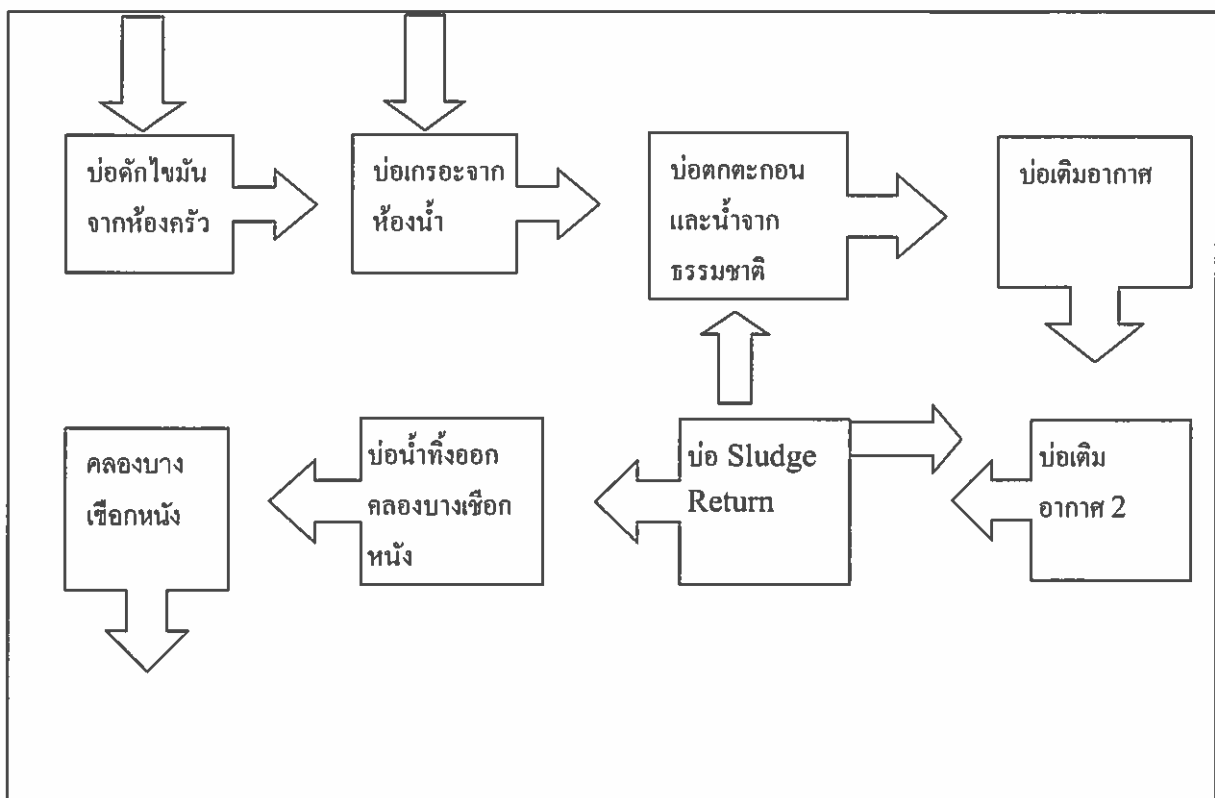 บ่อดักไขมัน
จากห้องครัว
บ่อเกรอะจาก
ห้องน้ำ
บ่อตกตะกอน
และน้ำจาก
ธรรมชาติ
บ่อเติมอากาศ
คลองบาง
เชือกหนัง
บ่อน้ำทิ้งออก
คลองบางเชือก
หนัง
บ่อ Sludge
Return
บ่อเติม
อากาศ 2